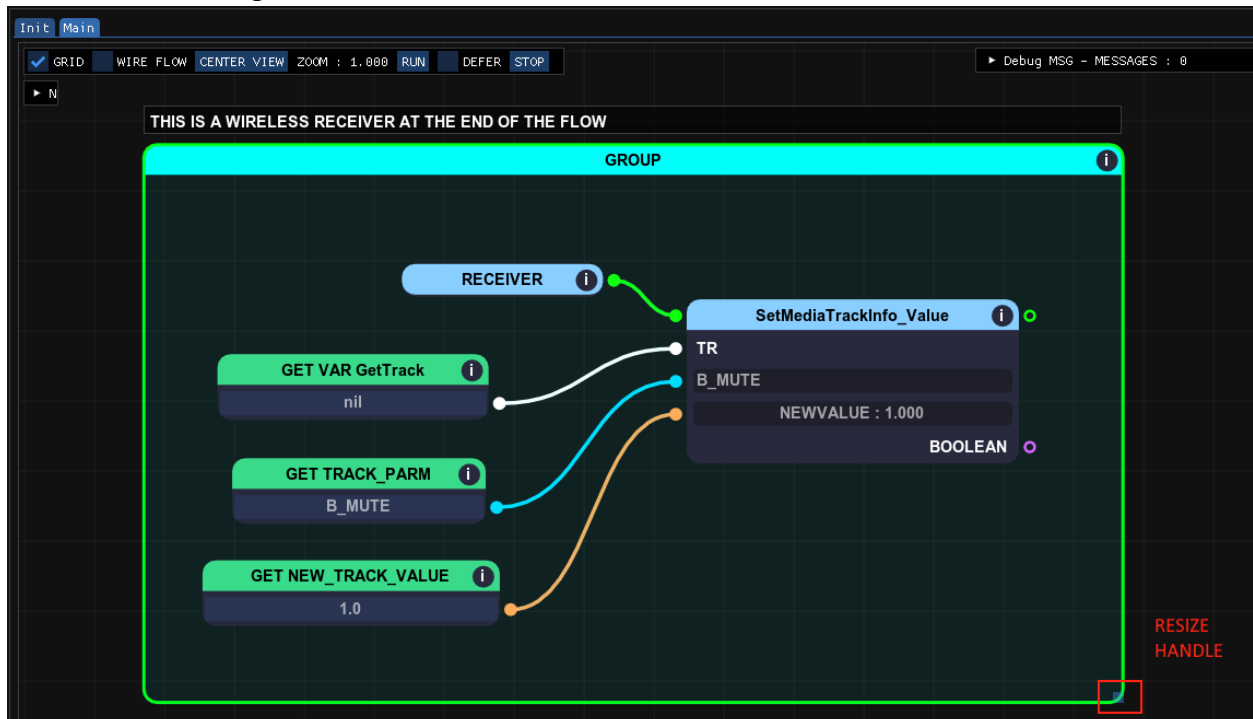 Init Main
GRID WIRE FLOW CENTER VIEW ZOOM : 1.000 RUN DEFER STOP
▸ Debug MSG - MESSAGES : 0
▸ N
THIS IS A WIRELESS RECEIVER AT THE END OF THE FLOW
GROUP i
RECEIVER i
SetMediaTrackInfo_Value i
TR
GET VAR GetTrack i
nil
B_MUTE
NEWVALUE : 1.000
BOOLEAN
GET TRACK_PARM i
B_MUTE
GET NEW_TRACK_VALUE i
1.0
RESIZE
HANDLE